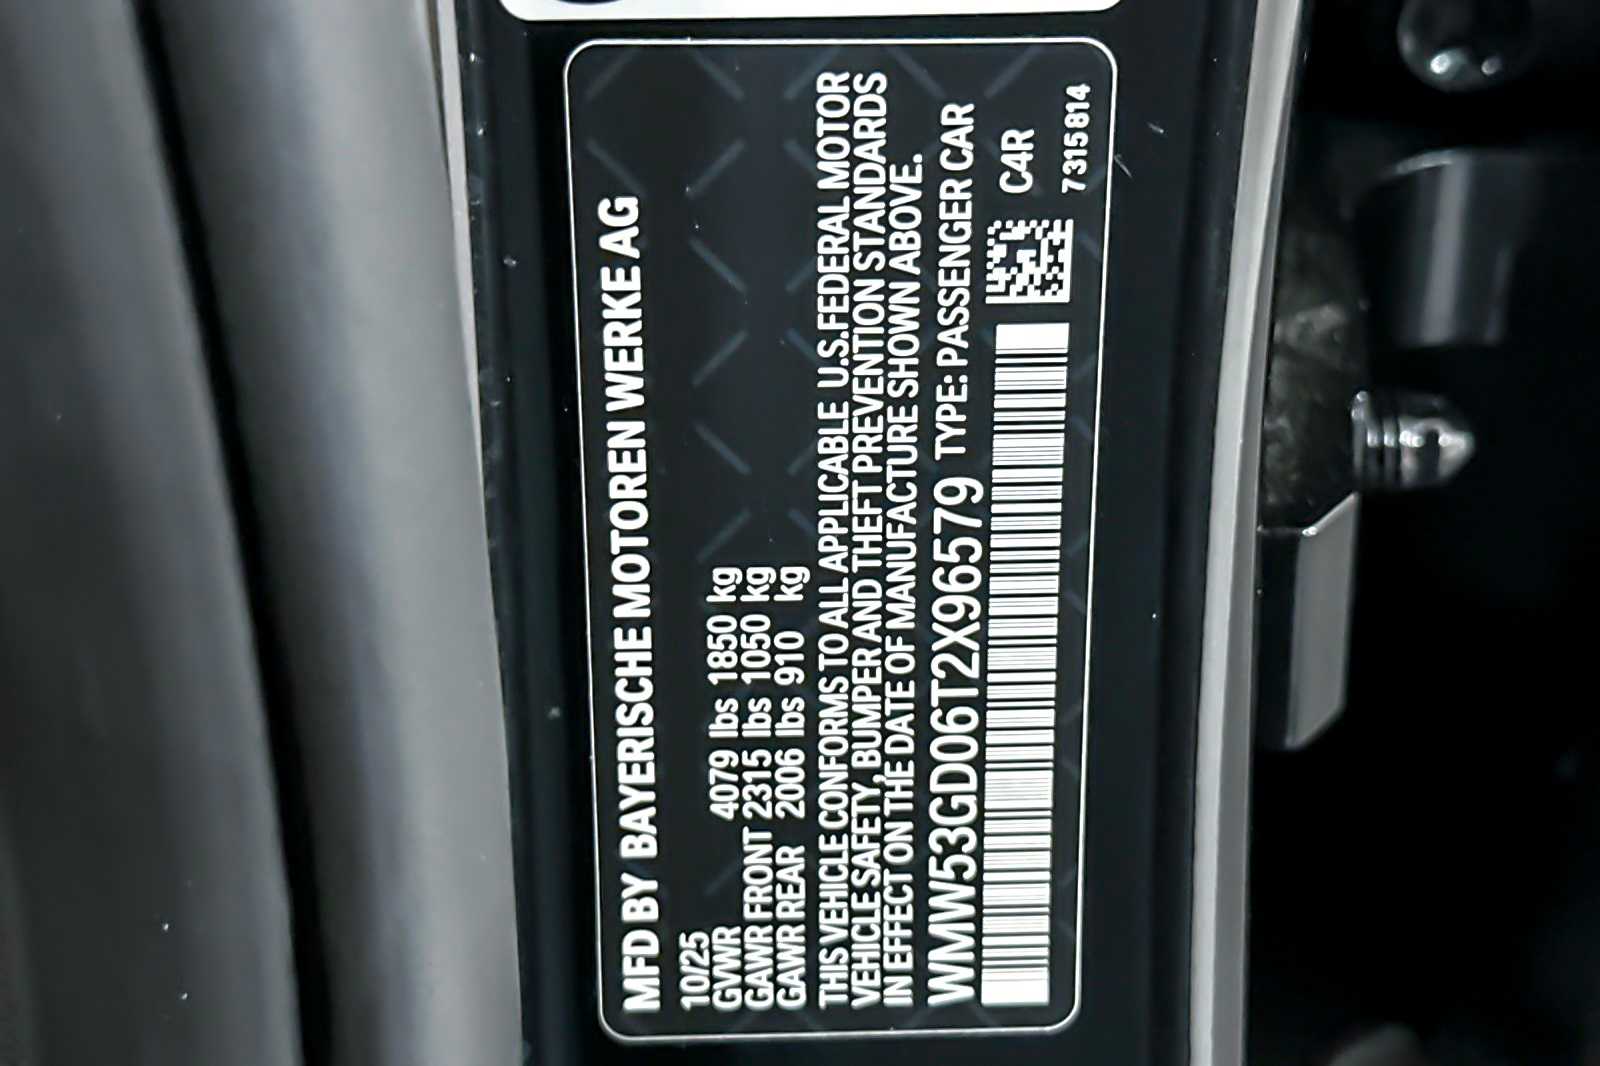 MFD BY BAYERISCHE MOTOREN WERKE AG
10/25
GVWR 4079 lbs 1850 kg
GAWR FRONT 2315 lbs 1050 kg
GAWR REAR 2006 lbs 910 kg
THIS VEHICLE CONFORMS TO ALL APPLICABLE U.S.FEDERAL MOTOR
VEHICLE SAFETY, BUMPER AND THEFT PREVENTION STANDARDS
IN EFFECT ON THE DATE OF MANUFACTURE SHOWN ABOVE.
WMW53GD06T2X96579 TYPE: PASSENGER CAR
C4R
7315814